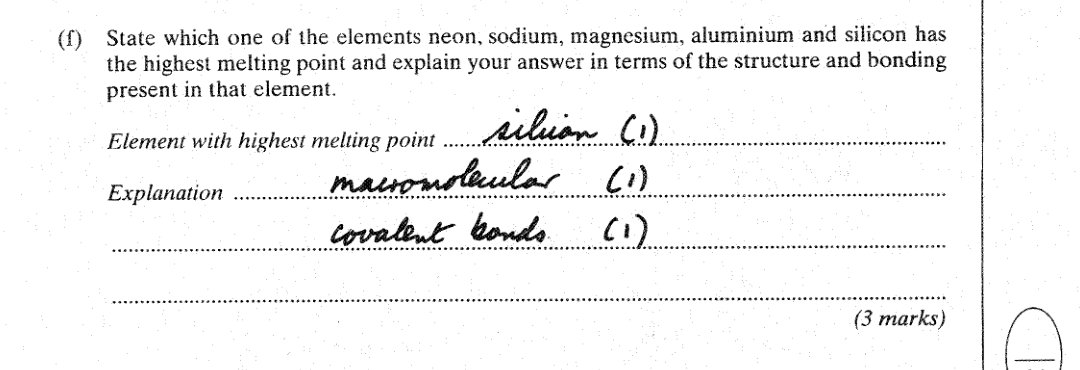 (f) State which one of the elements neon, sodium, magnesium, aluminium and silicon has
the highest melting point and explain your answer in terms of the structure and bonding
present in that element.
Element with highest melting point ........ silicon (1) ........
Explanation ........ macromolecular (1) ........
........ covalent bonds (1) ........
(3 marks)